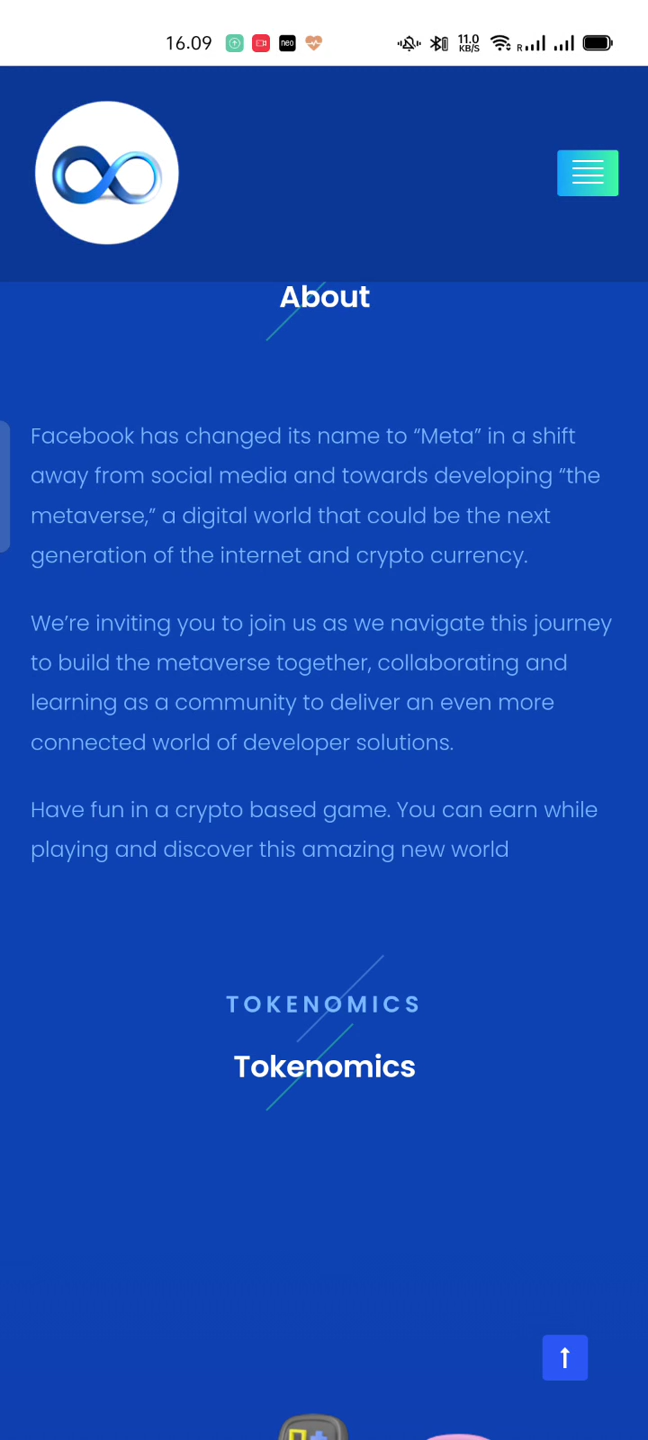 16.09
neo
11.0
KB/S
R
About
Facebook has changed its name to “Meta” in a shift
away from social media and towards developing “the
metaverse,” a digital world that could be the next
generation of the internet and crypto currency.
We’re inviting you to join us as we navigate this journey
to build the metaverse together, collaborating and
learning as a community to deliver an even more
connected world of developer solutions.
Have fun in a crypto based game. You can earn while
playing and discover this amazing new world
TOKENOMICS
Tokenomics